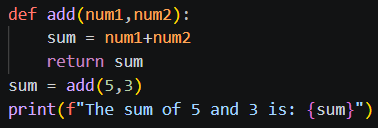 def add(num1,num2):
    sum = num1+num2
    return sum
sum = add(5,3)
print(f"The sum of 5 and 3 is: {sum}")